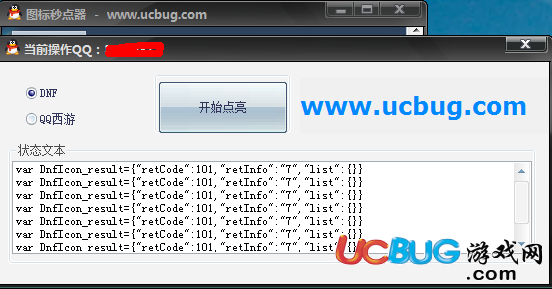 图标秒点器 - www.ucbug.com
当前操作QQ:
DNF
QQ西游
开始点亮
www.ucbug.com
状态文本
var DnfIcon_result={"retCode":101,"retInfo":"7","list":{}}
var DnfIcon_result={"retCode":101,"retInfo":"7","list":{}}
var DnfIcon_result={"retCode":101,"retInfo":"7","list":{}}
var DnfIcon_result={"retCode":101,"retInfo":"7","list":{}}
var DnfIcon_result={"retCode":101,"retInfo":"7","list":{}}
var DnfIcon_result={"retCode":101,"retInfo":"7","list":{}}
var DnfIcon_result={"retCode":101,"retInfo":"7","list":{}}
UCBUG游戏网
.com